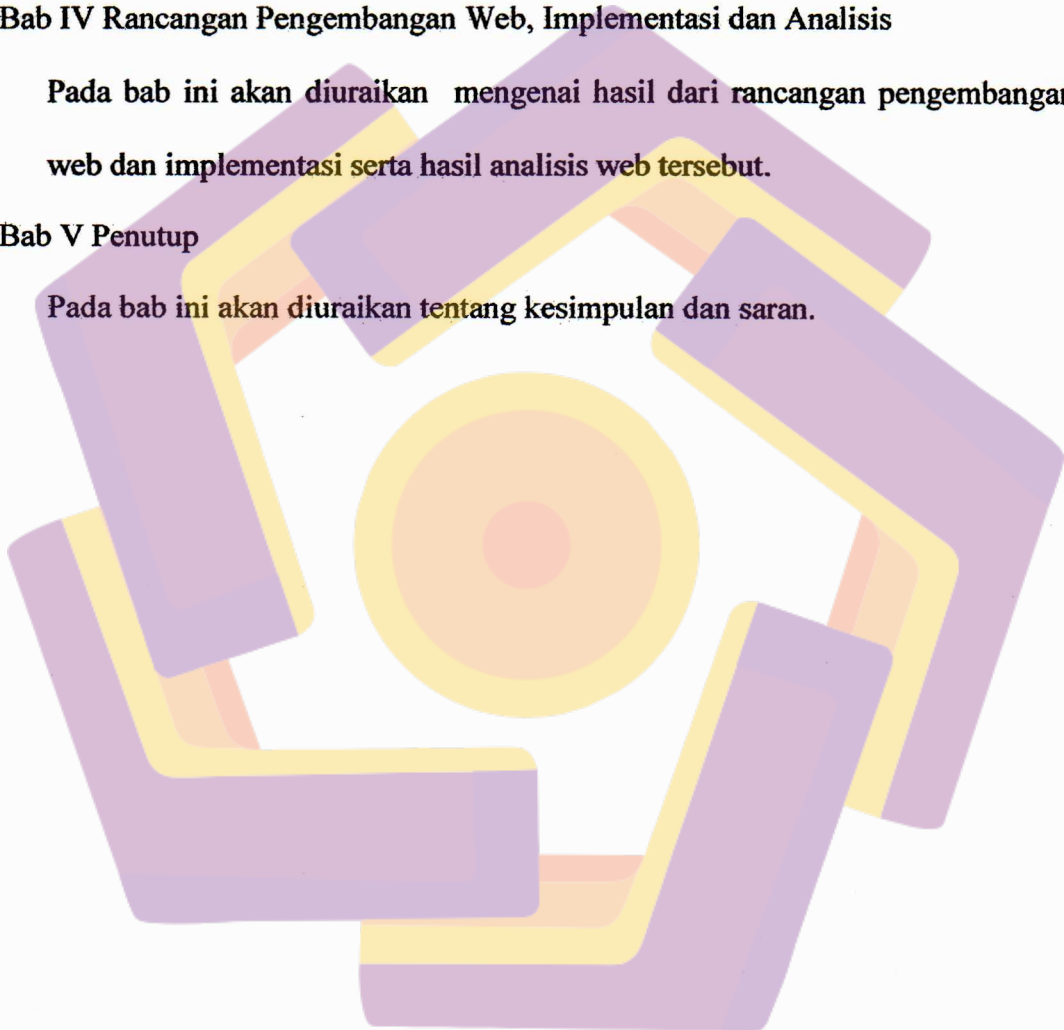 Bab IV Rancangan Pengembangan Web, Implementasi dan Analisis
Pada bab ini akan diuraikan mengenai hasil dari rancangan pengembangan
web dan implementasi serta hasil analisis web tersebut.
Bab V Penutup
Pada bab ini akan diuraikan tentang kesimpulan dan saran.